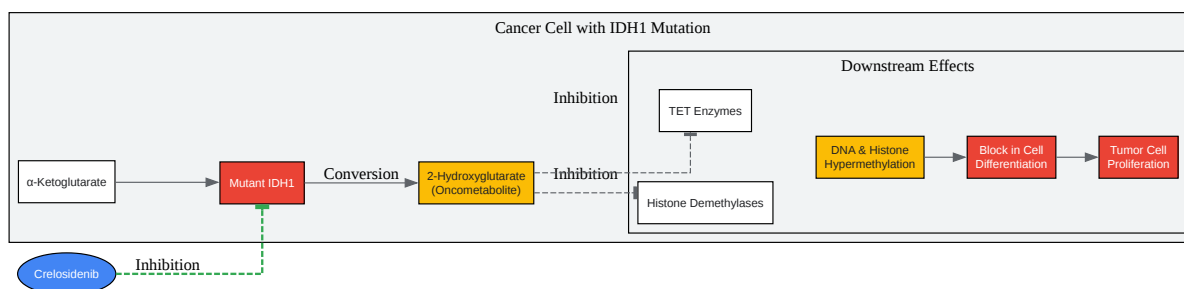 Cancer Cell with IDH1 Mutation
Downstream Effects
Inhibition
TET Enzymes
α-Ketoglutarate
Mutant IDH1
Conversion
2-Hydroxyglutarate
(Oncometabolite)
Inhibition
Histone Demethylases
DNA & Histone
Hypermethylation
Block in Cell
Differentiation
Tumor Cell
Proliferation
Crelosidenib
Inhibition